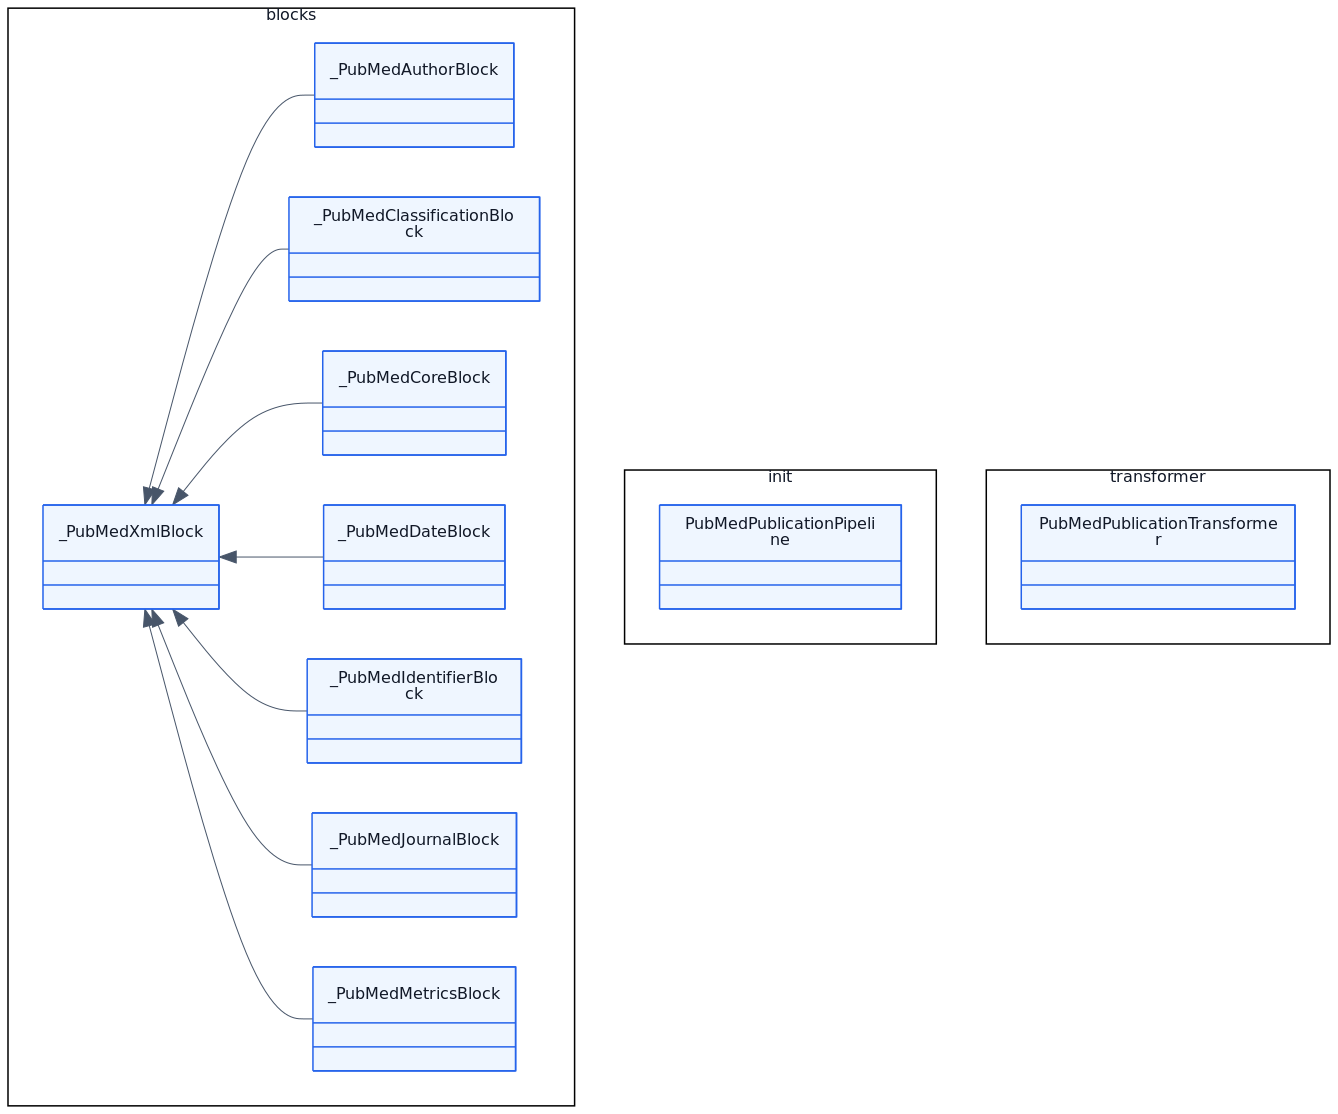 blocks
_PubMedAuthorBlock
_PubMedClassificationBlo
ck
_PubMedCoreBlock
_PubMedXmlBlock
_PubMedDateBlock
_PubMedIdentifierBlo
ck
_PubMedJournalBlock
_PubMedMetricsBlock
init
PubMedPublicationPipeli
ne
transformer
PubMedPublicationTransforme
r